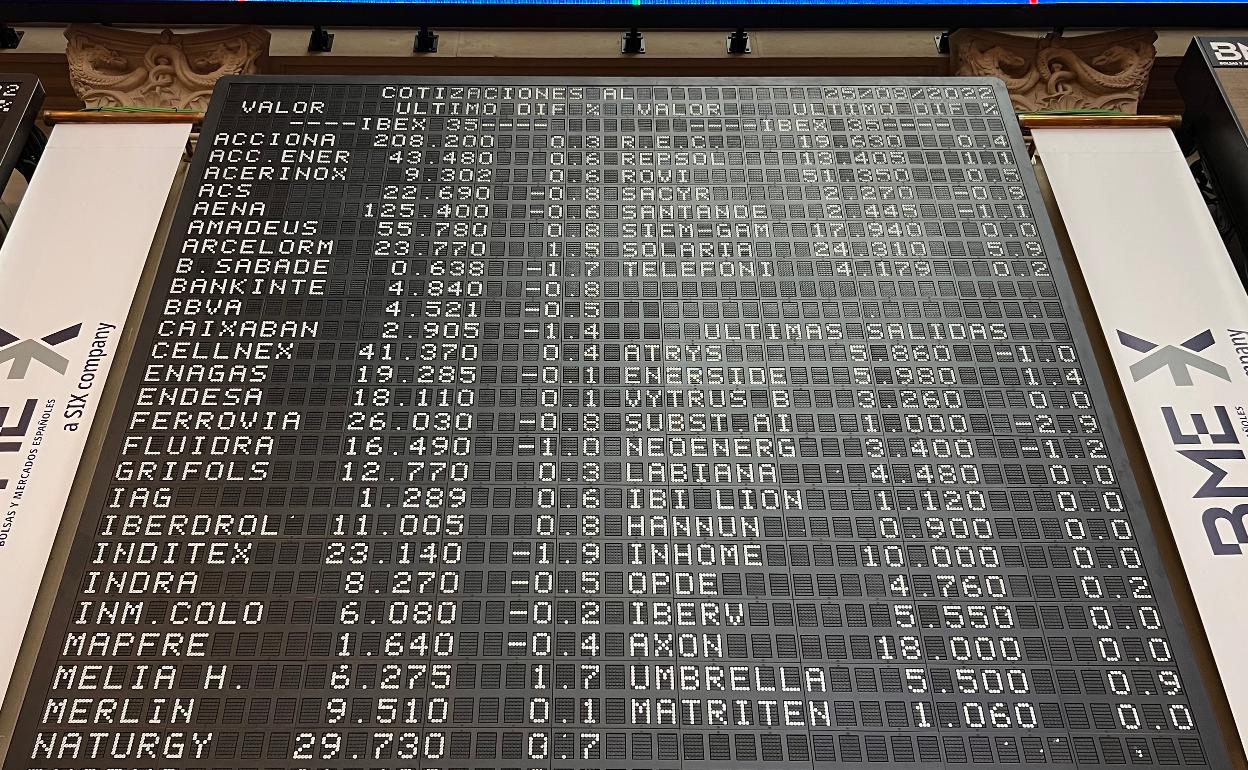 COTIZACIONES AL 25/08/2022
VALOR ULTIMO DIF % VALOR ULTIMO DIF %
----IBEX 35---- ----IBEX 35----
ACCIONA 208.200 0.3 R.E.C. 19.630 0.4
ACC.ENER 43.480 0.6 REPSOL 13.405 1.1
ACERINOX 9.302 0.6 ROVI 51.350 0.5
ACS 22.690 -0.8 SACYR 2.270 -0.9
AENA 125.400 -0.6 SANTANDE 2.445 -1.1
AMADEUS 55.780 0.8 SIEM-GAM 17.940 0.0
ARCELORM 23.770 1.5 SOLARIA 24.310 5.9
B.SABADE 0.638 -1.7 TELEFONI 4.179 0.2
BANKINTE 4.840 -0.8
BBVA 4.521 -0.5
CAIXABAN 2.905 -1.4 ULTIMAS SALIDAS
CELLNEX 41.370 0.4 ATRYS 5.860 -1.0
ENAGAS 19.285 -0.1 ENERSIDE 5.980 1.4
ENDESA 18.110 0.1 VYTRUS B 3.260 0.0
FERROVIA 26.030 -0.8 SUBST.AI 1.000 -2.9
FLUIDRA 16.490 -1.0 NEOENERG 3.400 -1.2
GRIFOLS 12.770 0.3 LABIANA 4.480 0.0
IAG 1.289 0.6 IBI LION 1.120 0.0
IBERDROL 11.005 0.8 HANNUN 0.900 0.0
INDITEX 23.140 -1.9 INHOME 10.000 0.0
INDRA 8.270 -0.5 OPDE 4.760 0.2
INM.COLO 6.080 -0.2 IBERV 5.550 0.0
MAPFRE 1.640 -0.4 AXON 18.000 0.0
MELIA H. 6.275 1.7 UMBRELLA 5.500 0.9
MERLIN 9.510 0.1 MATRITEN 1.060 0.0
NATURGY 29.730 0.7
BOLSAS Y MERCADOS ESPAÑOLES
a SIX company
BME X